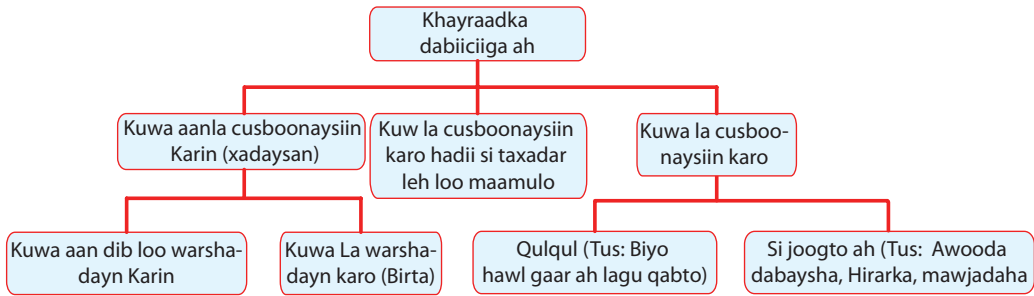 Khayraadka
dabiiciiga ah
Kuwa aanla cusboonaysiin
Karin (xadaysan)
Kuw la cusboonaysiin
karo hadii si taxadar
leh loo maamulo
Kuwa la cusboo-
naysiin karo
Kuwa aan dib loo warsha-
dayn Karin
Kuwa La warsha-
dayn karo (Birta)
Qulqul (Tus: Biyo
hawl gaar ah lagu qabto)
Si joogto ah (Tus: Awooda
dabaysha, Hirarka, mawjadaha